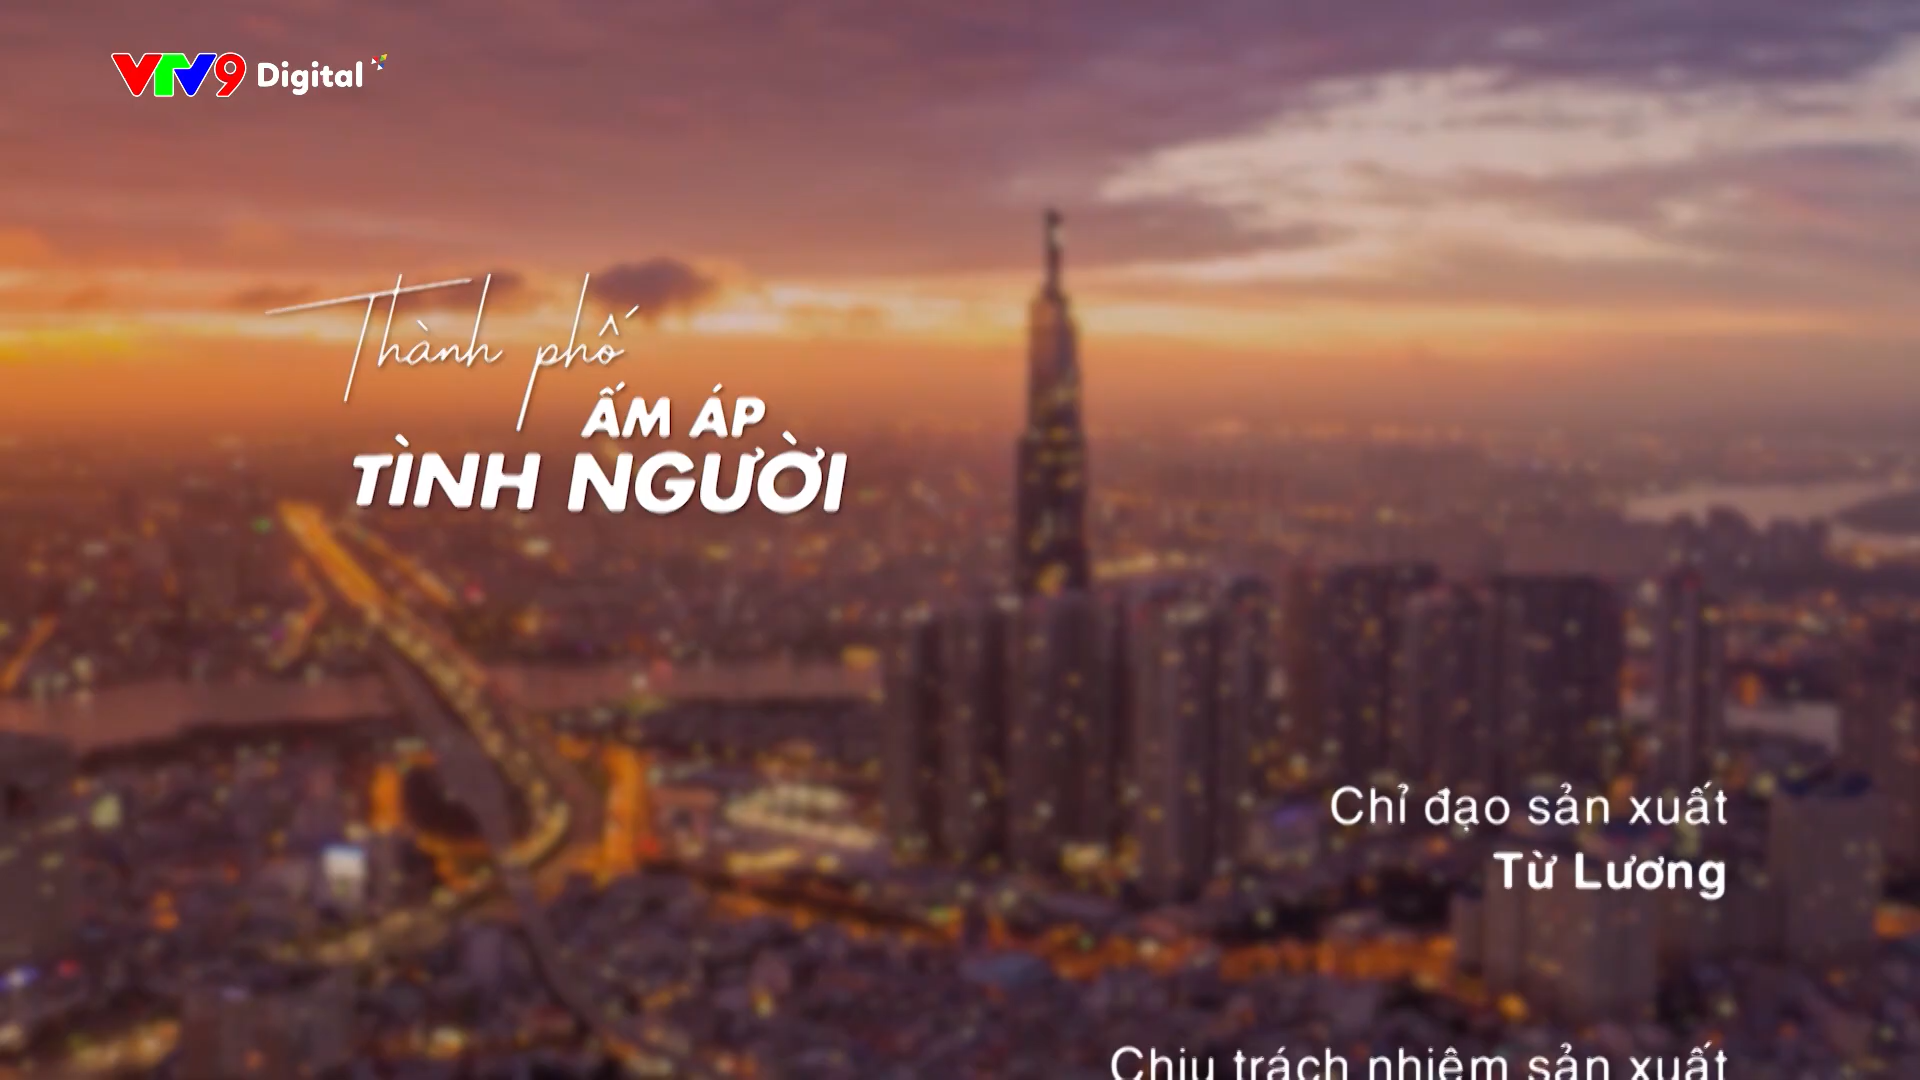 VTV9 Digital
Thành phố
ẤM ÁP
TÌNH NGƯỜI
Chỉ đạo sản xuất
Từ Lương
Chịu trách nhiệm sản xuất